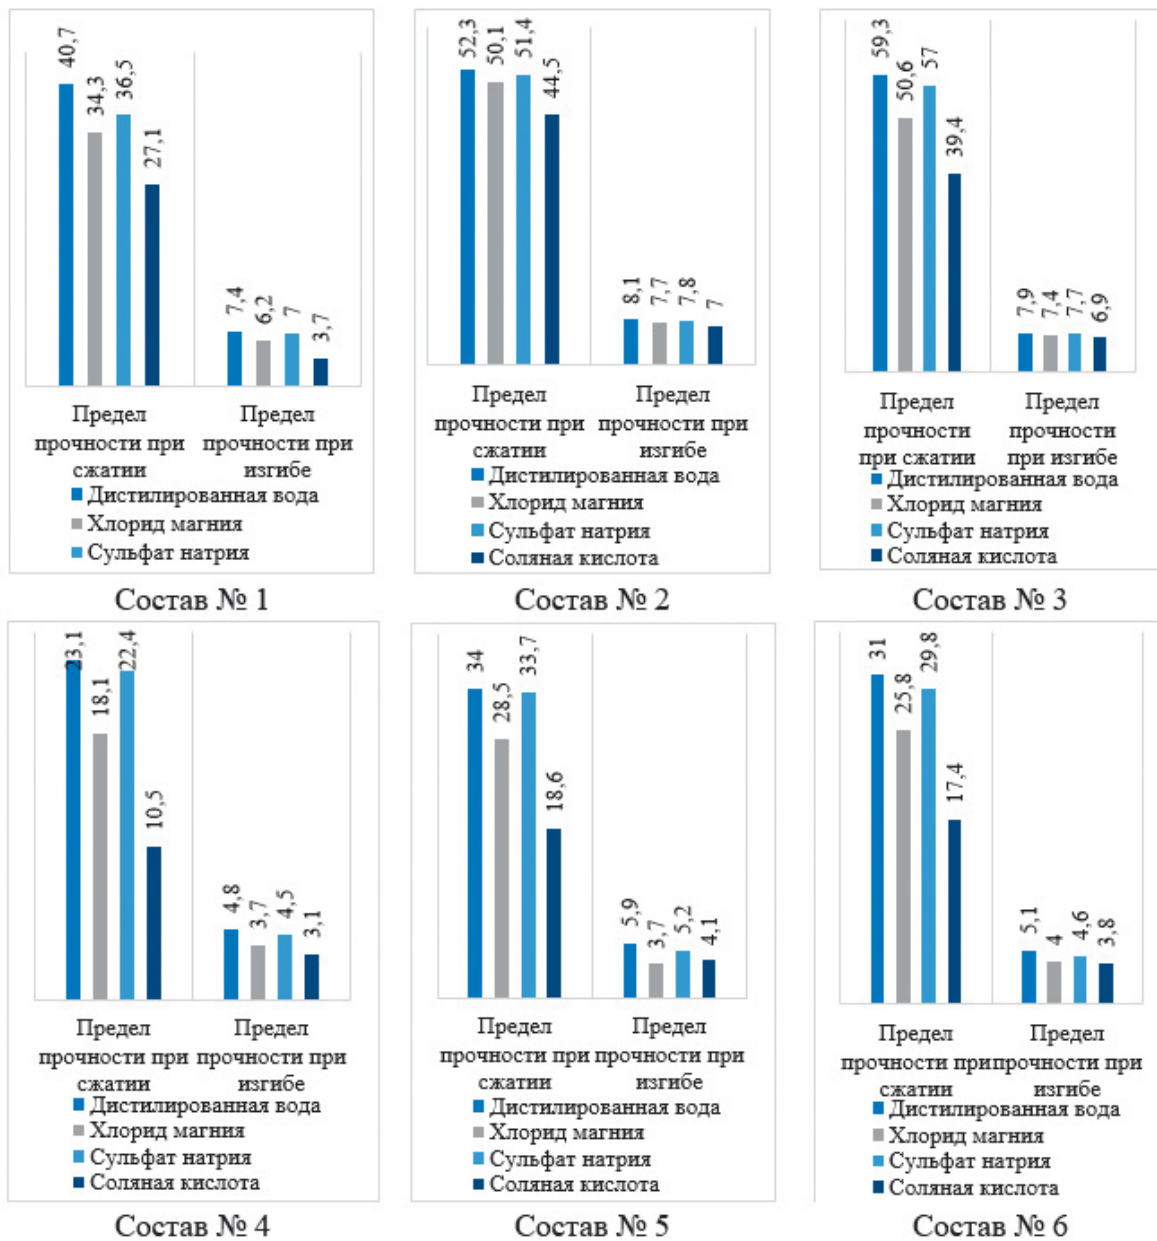 40,7
34,3
36,5
27,1
7,4
6,2
7
3,7
Предел
прочности при
сжатии
Предел
прочности при
изгибе
Дистилированная вода
Хлорид магния
Сульфат натрия
Состав № 1
52,3
50,1
51,4
44,5
8,1
7,7
7,8
7
Предел
прочности при
сжатии
Предел
прочности при
изгибе
Дистилированная вода
Хлорид магния
Сульфат натрия
Соляная кислота
Состав № 2
59,3
50,6
57
39,4
7,9
7,4
7,7
6,9
Предел
прочности
при сжатии
Предел
прочности
при изгибе
Дистилированная вода
Хлорид магния
Сульфат натрия
Соляная кислота
Состав № 3
23,1
18,1
22,4
10,5
4,8
3,7
4,5
3,1
Предел
прочности при
сжатии
Предел
прочности при
изгибе
Дистилированная вода
Хлорид магния
Сульфат натрия
Соляная кислота
Состав № 4
34
28,5
33,7
18,6
5,9
3,7
5,2
4,1
Предел
прочности при
сжатии
Предел
прочности при
изгибе
Дистилированная вода
Хлорид магния
Сульфат натрия
Соляная кислота
Состав № 5
31
25,8
29,8
17,4
5,1
4
4,6
3,8
Предел
прочности при
сжатии
Предел
прочности при
изгибе
Дистилированная вода
Хлорид магния
Сульфат натрия
Соляная кислота
Состав № 6